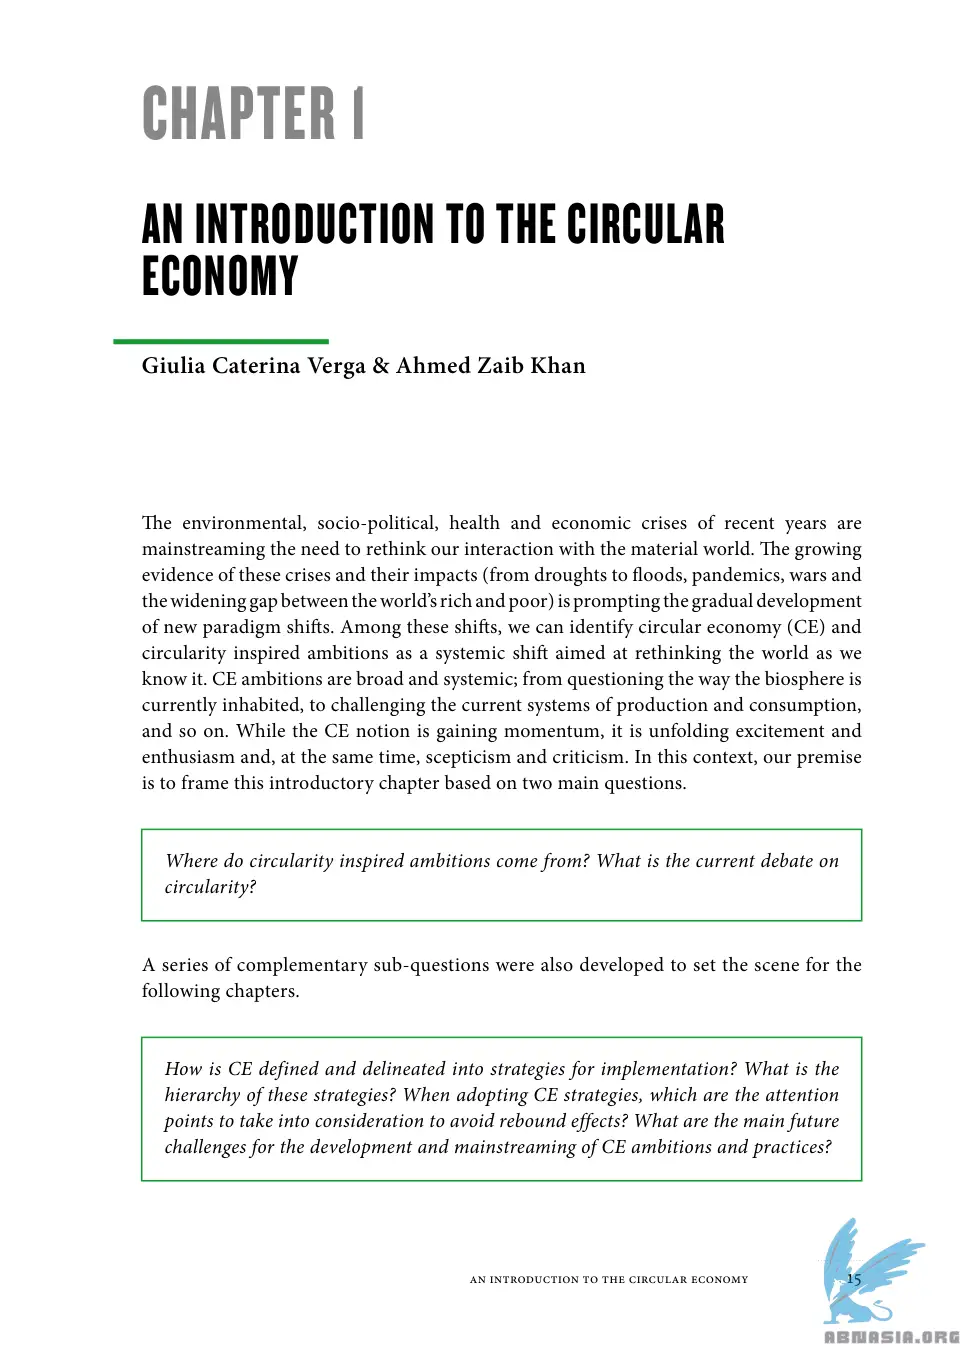 CHAPTER 1
AN INTRODUCTION TO THE CIRCULAR
ECONOMY
Giulia Caterina Verga & Ahmed Zaib Khan
The environmental, socio-political, health and economic crises of recent years are
mainstreaming the need to rethink our interaction with the material world. The growing
evidence of these crises and their impacts (from droughts to floods, pandemics, wars and
the widening gap between the world’s rich and poor) is prompting the gradual development
of new paradigm shifts. Among these shifts, we can identify circular economy (CE) and
circularity inspired ambitions as a systemic shift aimed at rethinking the world as we
know it. CE ambitions are broad and systemic; from questioning the way the biosphere is
currently inhabited, to challenging the current systems of production and consumption,
and so on. While the CE notion is gaining momentum, it is unfolding excitement and
enthusiasm and, at the same time, scepticism and criticism. In this context, our premise
is to frame this introductory chapter based on two main questions.
Where do circularity inspired ambitions come from? What is the current debate on
circularity?
A series of complementary sub-questions were also developed to set the scene for the
following chapters.
How is CE defined and delineated into strategies for implementation? What is the
hierarchy of these strategies? When adopting CE strategies, which are the attention
points to take into consideration to avoid rebound effects? What are the main future
challenges for the development and mainstreaming of CE ambitions and practices?
AN INTRODUCTION TO THE CIRCULAR ECONOMY 15
ABNASIA.ORG